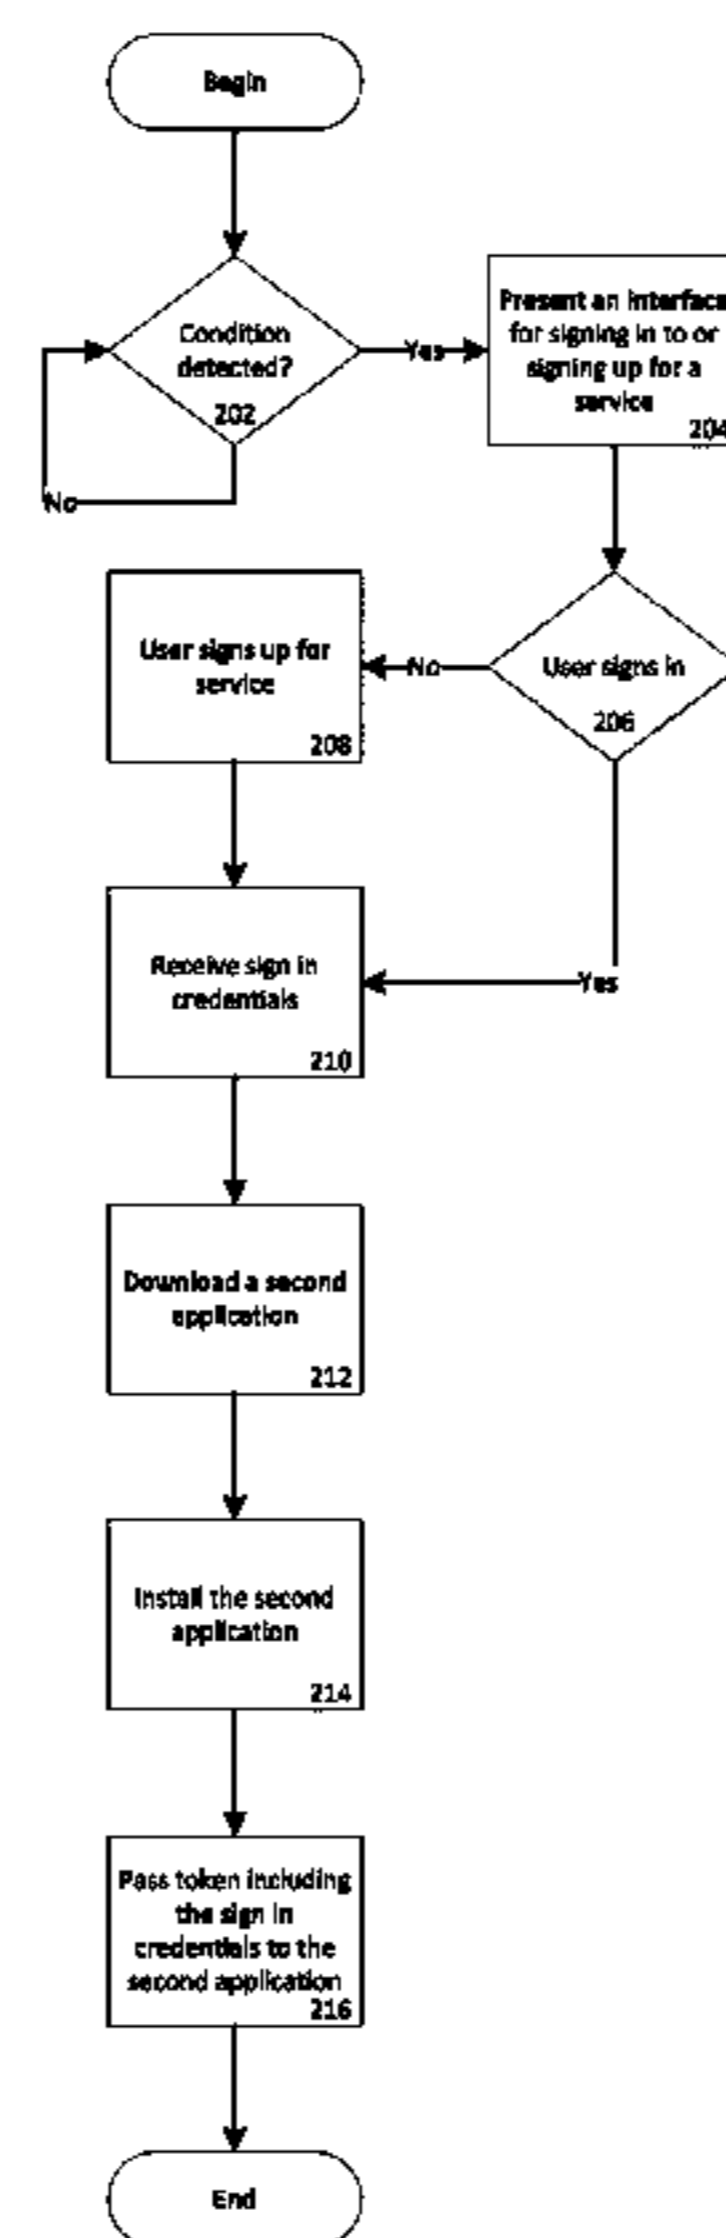 Begin
Condition
detected?
202
Yes
No
Present an interface
for signing in to or
signing up for a
service
204
User signs in
206
No
Yes
User signs up for
service
208
Receive sign in
credentials
210
Download a second
application
212
Install the second
application
214
Pass token including
the sign in
credentials to the
second application
216
End